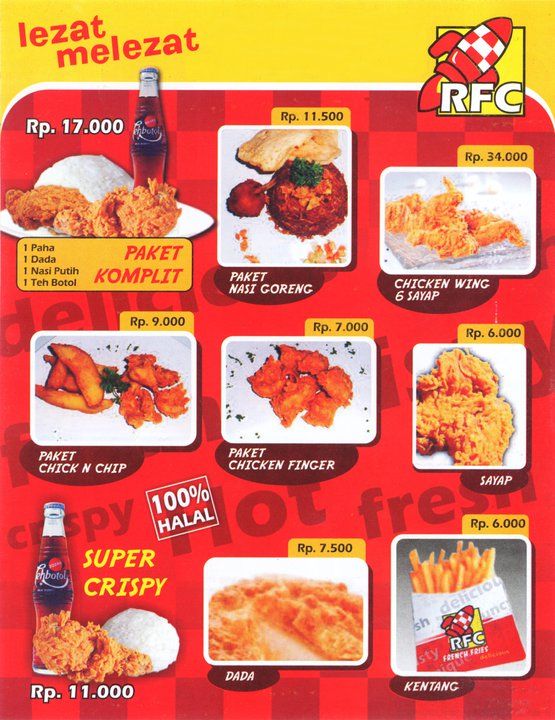 lezat
melezat
RFC
Rp. 17.000
1 Paha
1 Dada
1 Nasi Putih
1 Teh Botol
PAKET
KOMPLIT
Rp. 11.500
PAKET
NASI GORENG
Rp. 34.000
CHICKEN WING
6 SAYAP
Rp. 9.000
PAKET
CHICK N CHIP
Rp. 7.000
PAKET
CHICKEN FINGER
Rp. 6.000
SAYAP
100%
HALAL
crispy
Hot
fresh
SUPER
CRISPY
Rp. 11.000
Rp. 7.500
DADA
Rp. 6.000
delicious
RFC
FRENCH FRIES
delicious
KENTANG